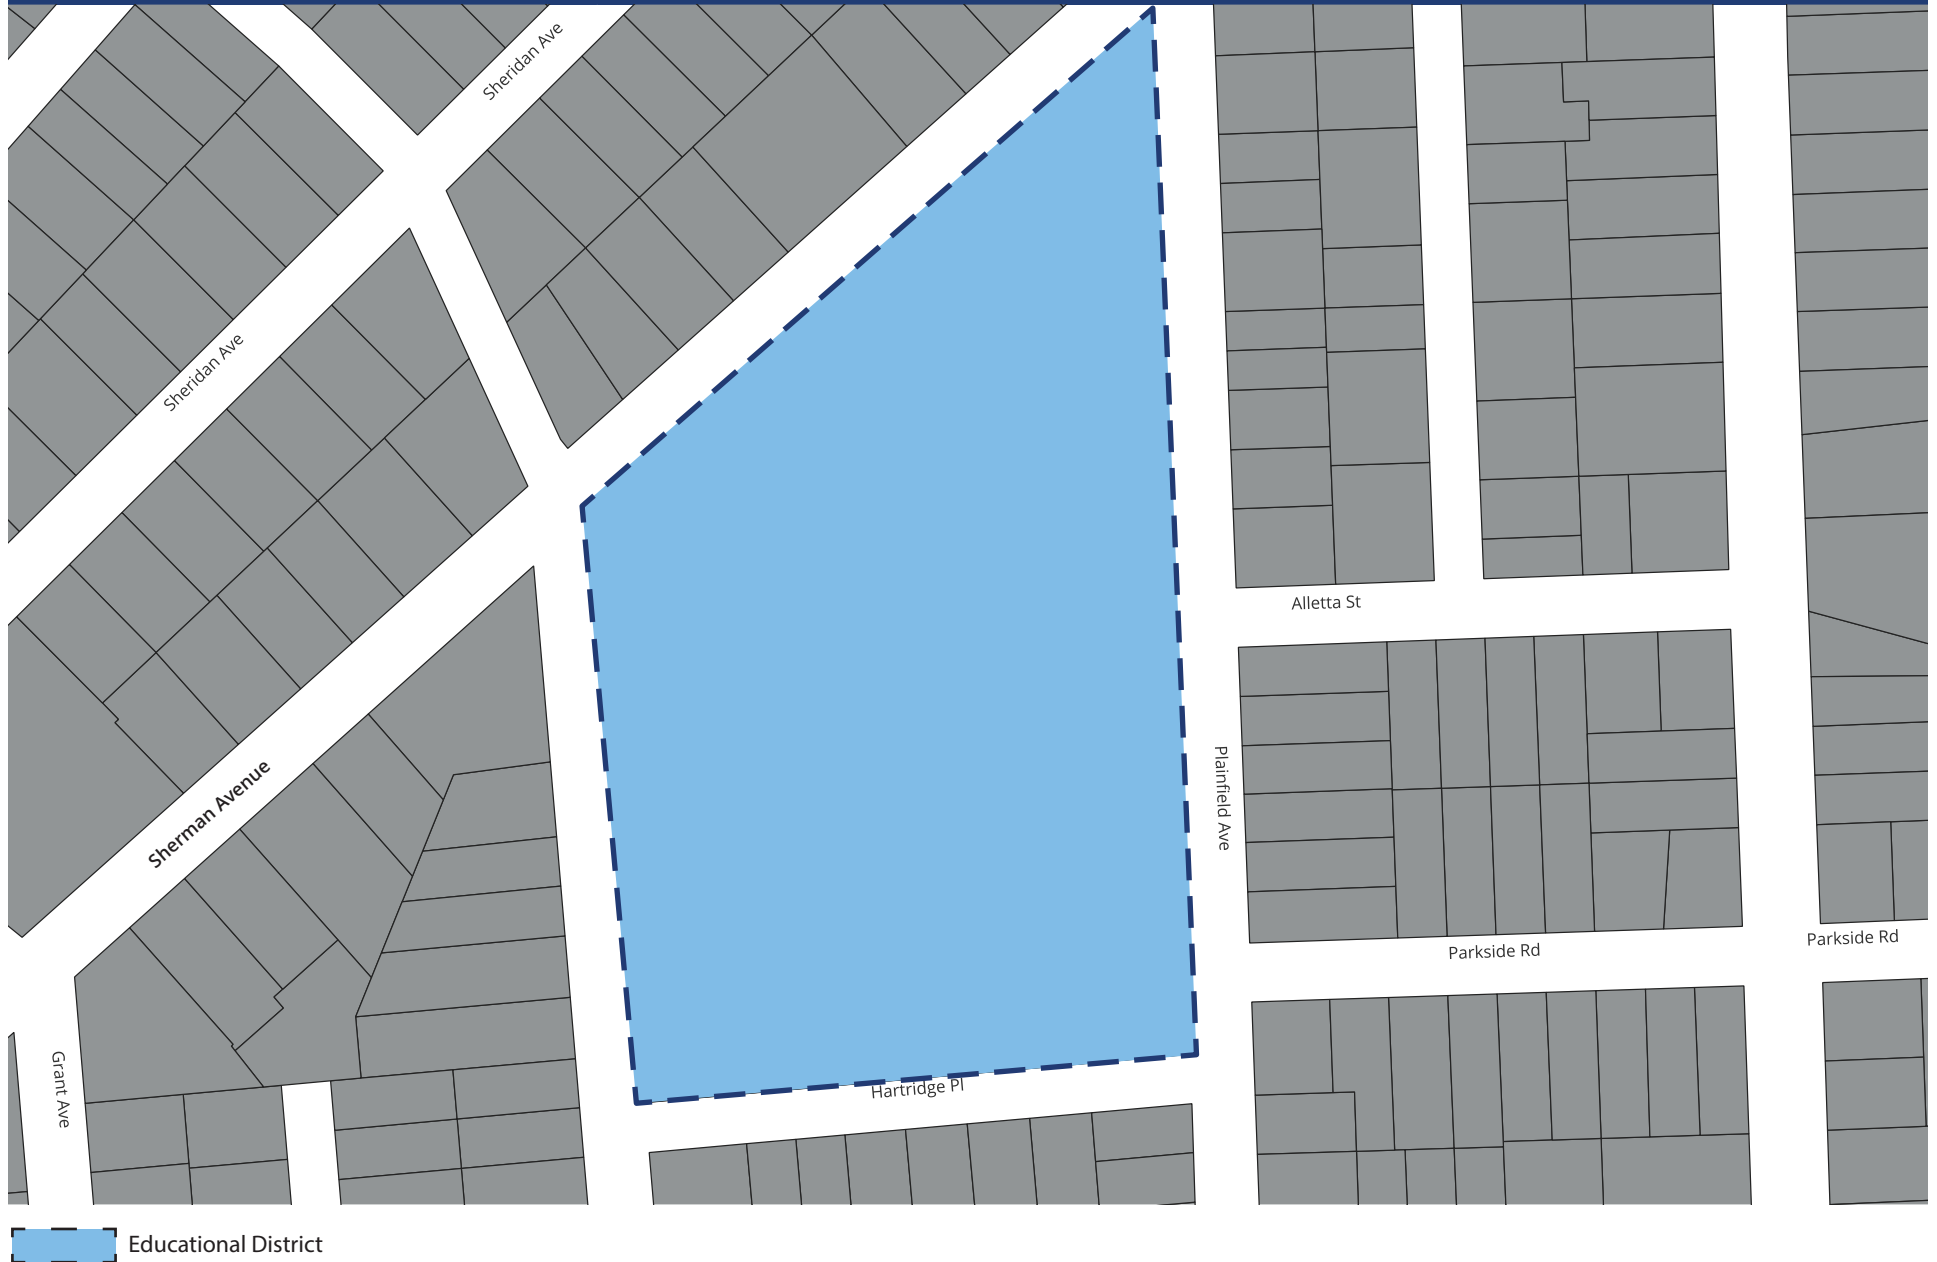 Sheridan Ave
Sheridan Ave
Alletta St
Plainfield Ave
Sherman Avenue
Parkside Rd
Parkside Rd
Grant Ave
Hartridge Pl
Educational District